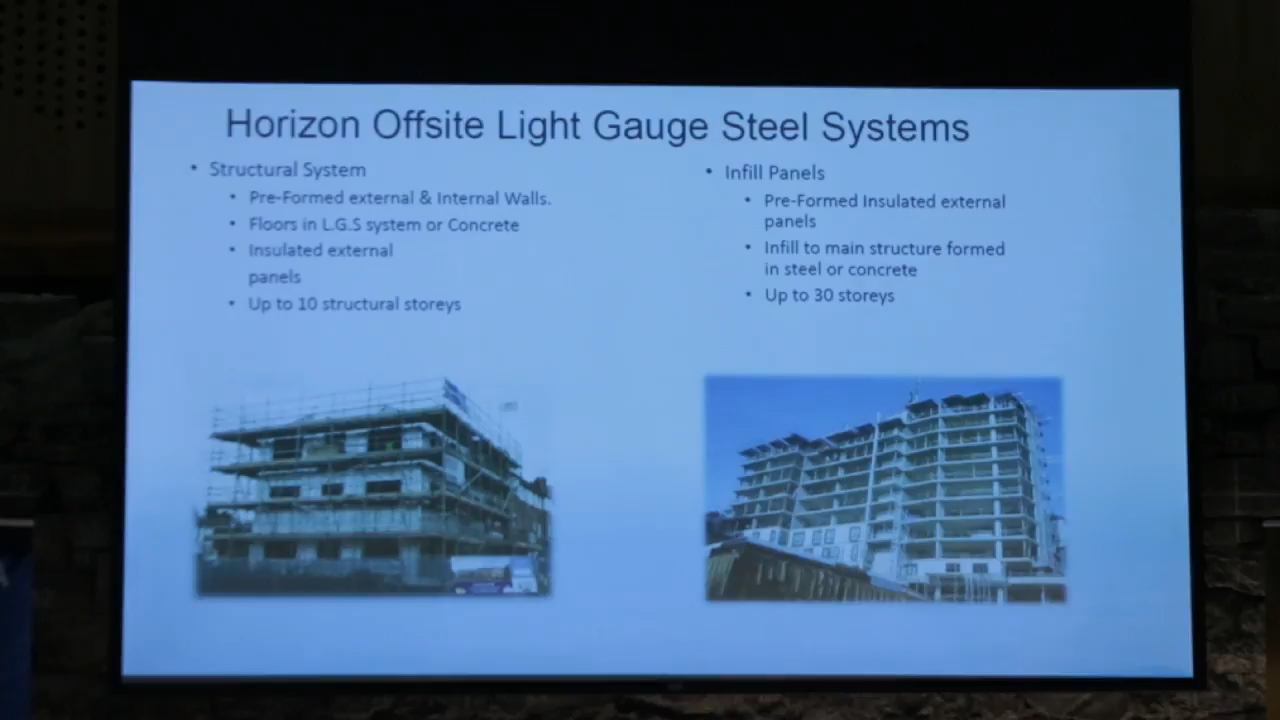 Horizon Offsite Light Gauge Steel Systems
• Structural System
• Pre-Formed external & Internal Walls.
• Floors in L.G.S system or Concrete
• Insulated external
panels
• Up to 10 structural storeys
• Infill Panels
• Pre-Formed Insulated external
panels
• Infill to main structure formed
in steel or concrete
• Up to 30 storeys